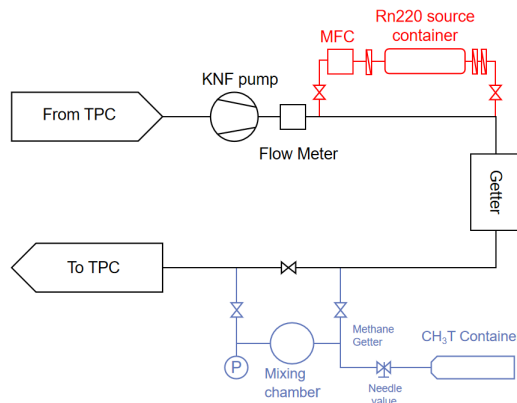 Rn220 source
container
MFC
KNF pump
From TPC
Flow Meter
Getter
To TPC
Methane
Getter
CH₃T Containe
P
Mixing
chamber
Needle
value